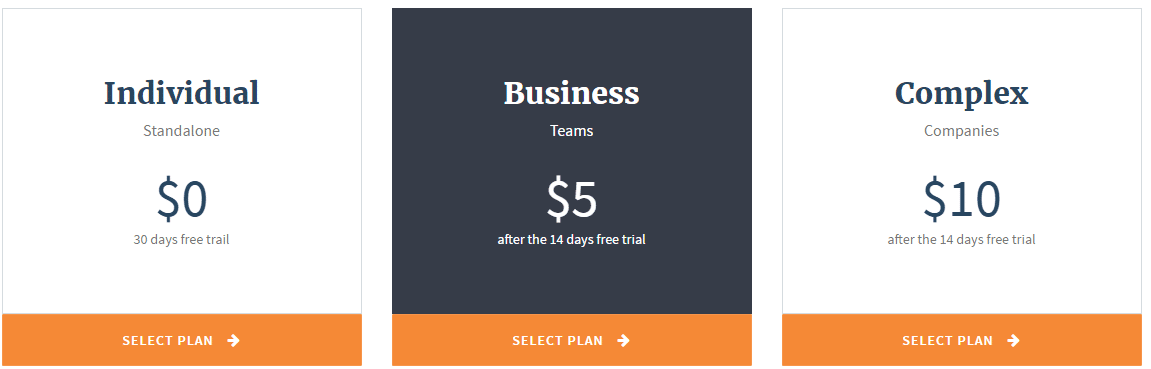 Individual
Standalone
$0
30 days free trail
SELECT PLAN
Business
Teams
$5
after the 14 days free trial
SELECT PLAN
Complex
Companies
$10
after the 14 days free trial
SELECT PLAN